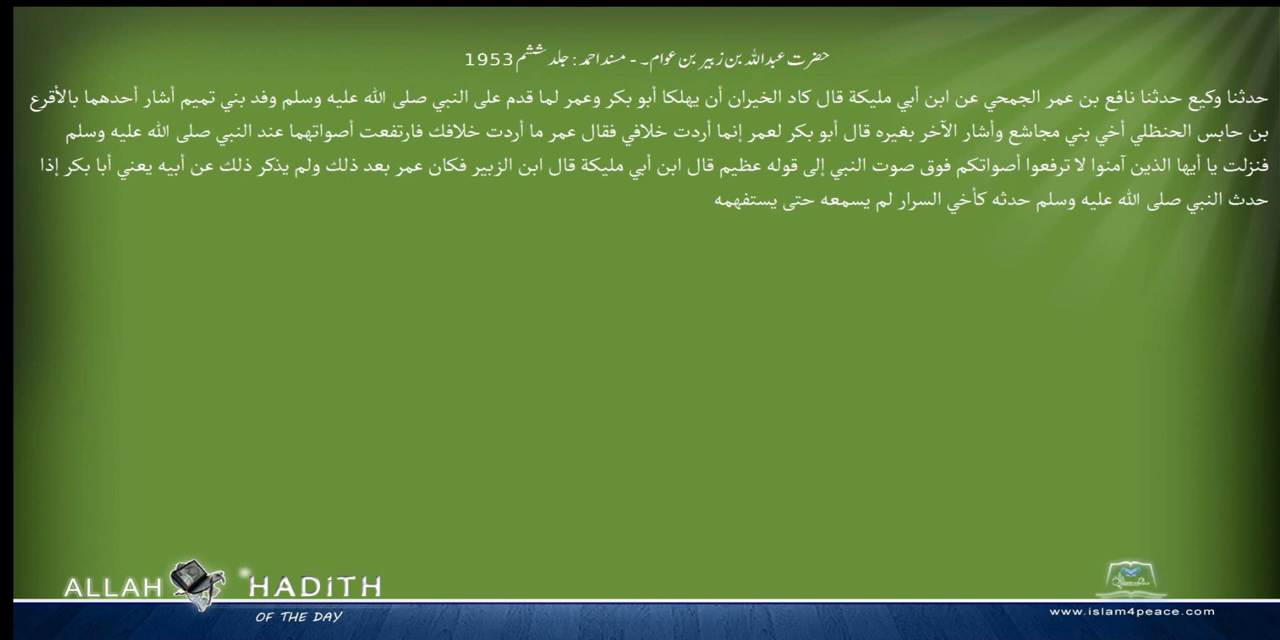 حضرت عبداللہ بن زبیر بن عوام۔ - مسند احمد : جلد ششم 1953
حدثنا وكيع حدثنا نافع بن عمر الجمحي عن ابن أبي مليكة قال كاد الخيران أن يهلكا أبو بكر وعمر لما قدم على النبي صلى الله عليه وسلم وفد بني تميم أشار أحدهما بالأقرع
بن حابس الحنظلي أخي بني مجاشع وأشار الآخر بغيره قال أبو بكر لعمر إنما أردت خلافي فقال عمر ما أردت خلافك فارتفعت أصواتهما عند النبي صلى الله عليه وسلم
فنزلت يا أيها الذين آمنوا لا ترفعوا أصواتكم فوق صوت النبي إلى قوله عظيم قال ابن أبي مليكة قال ابن الزبير فكان عمر بعد ذلك ولم يذكر ذلك عن أبيه يعني أبا بكر إذا
حدث النبي صلى الله عليه وسلم حدثه كأخي السرار لم يسمعه حتى يستفهمه
ALLAH HADITH
OF THE DAY
www.islam4peace.com